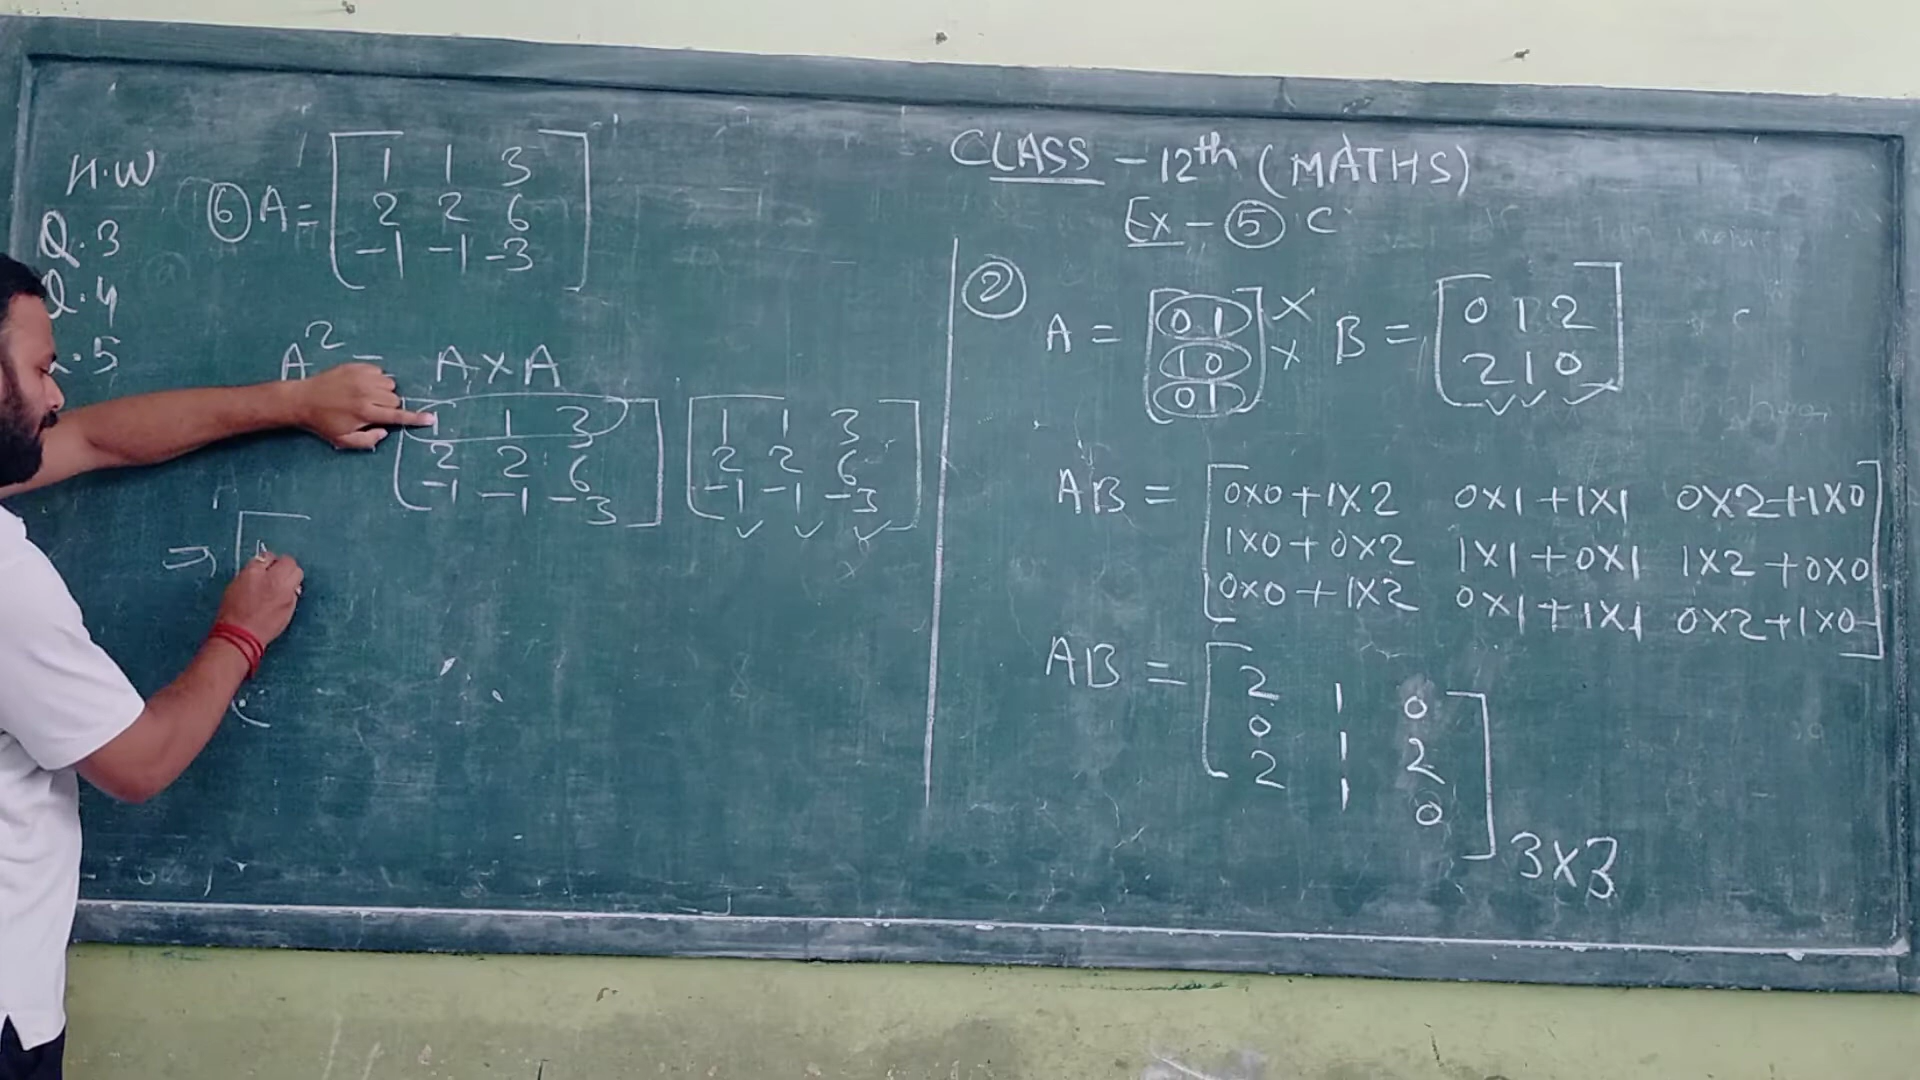 H.W
Q.3
Q.4
.5
⑥ A = [1 1 3
2 2 6
-1 -1 -3]
A² = A×A
[1 1 3
2 2 6
-1 -1 -3] [1 1 3
2 2 6
-1 -1 -3]
⇒ [
CLASS - 12th (MATHS)
Ex - ⑤ C
② A = [0 1
1 0
0 1] × × B = [0 1 2
2 1 0]
AB = [0×0+1×2 0×1+1×1 0×2+1×0
1×0+0×2 1×1+0×1 1×2+0×0
0×0+1×2 0×1+1×1 0×2+1×0]
AB = [2 1 0
0 1 2
2 1 0] 3×3